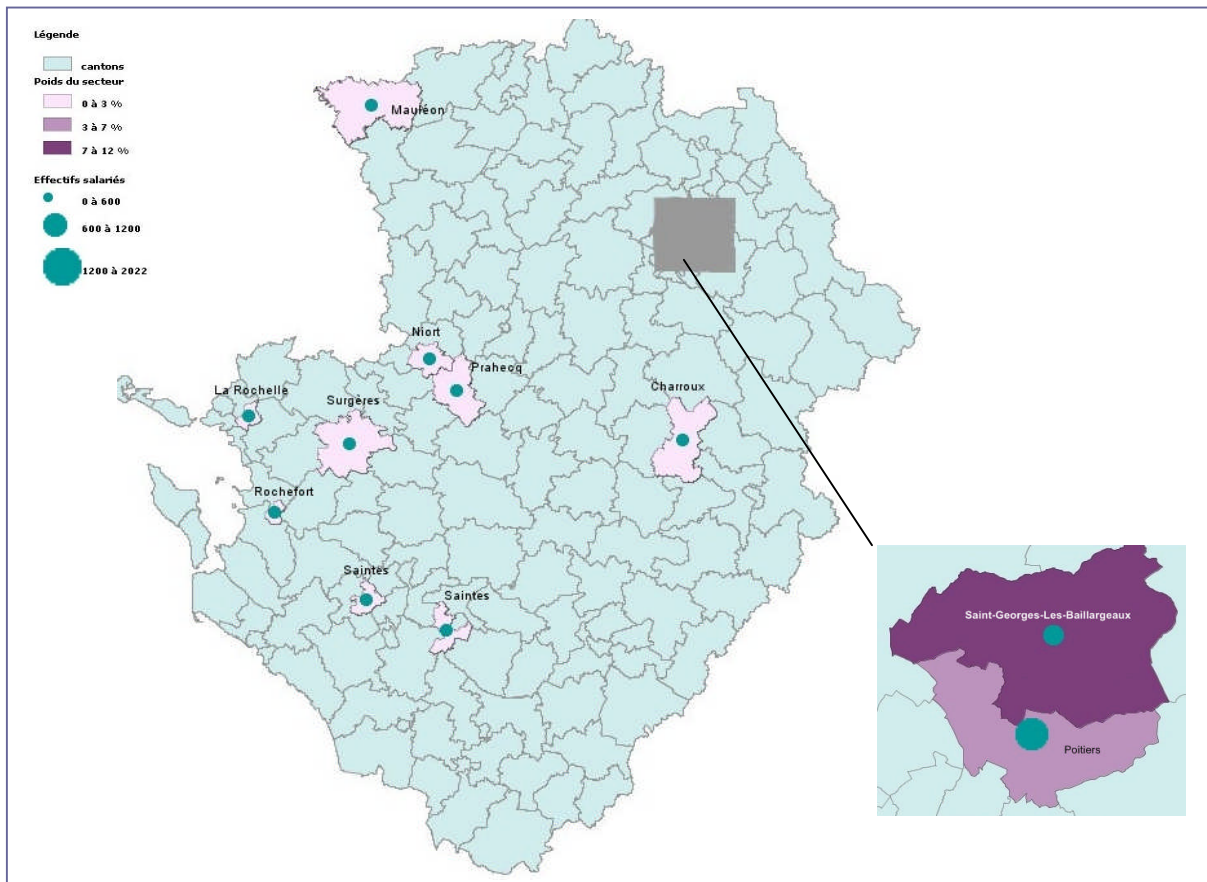 Légende
cantons
Poids du secteur
0 à 3 %
3 à 7 %
7 à 12 %
Effectifs salariés
0 à 600
600 à 1200
1200 à 2022
Mauléon
Niort
Prahecq
La Rochelle
Surgères
Charroux
Rochefort
Saintes
Saintes
Saint-Georges-Les-Baillargeaux
Poitiers